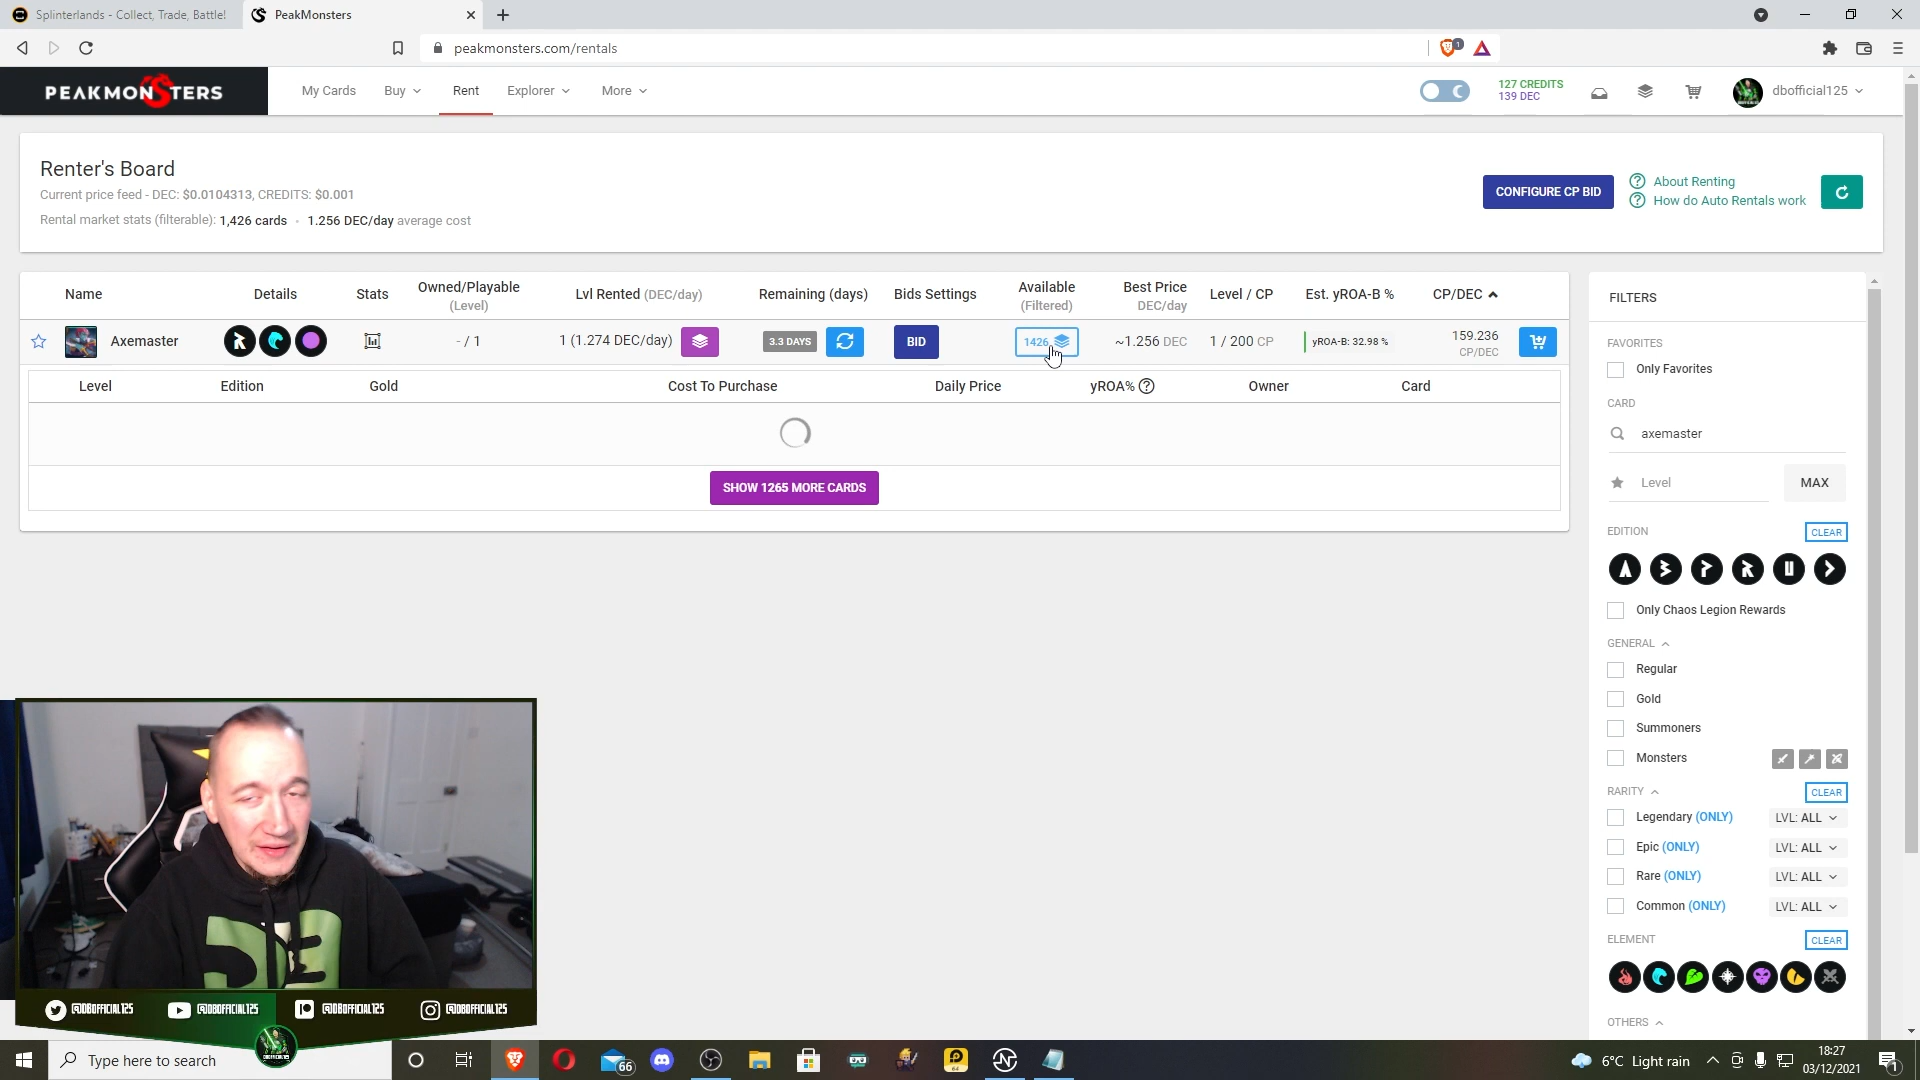 Splinterlands - Collect, Trade, Battle!
PeakMonsters
peakmonsters.com/rentals
1
PEAKMONSTERS
My Cards
Buy
Rent
Explorer
More
127 CREDITS
139 DEC
dbofficial125
Renter's Board
Current price feed - DEC: $0.0104313, CREDITS: $0.001
Rental market stats (filterable): 1,426 cards · 1.256 DEC/day average cost
CONFIGURE CP BID
About Renting
How do Auto Rentals work
Name
Details
Stats
Owned/Playable
(Level)
Lvl Rented (DEC/day)
Remaining (days)
Bids Settings
Available
(Filtered)
Best Price
DEC/day
Level / CP
Est. yROA-B %
CP/DEC
Axemaster
- / 1
1 (1.274 DEC/day)
3.3 DAYS
BID
1426
~1.256 DEC
1 / 200 CP
yROA-B: 32.98 %
159.236
CP/DEC
Level
Edition
Gold
Cost To Purchase
Daily Price
yROA%
Owner
Card
SHOW 1265 MORE CARDS
FILTERS
FAVORITES
Only Favorites
CARD
axemaster
Level
MAX
EDITION
CLEAR
Only Chaos Legion Rewards
GENERAL
Regular
Gold
Summoners
Monsters
RARITY
CLEAR
Legendary (ONLY)
LVL: ALL
Epic (ONLY)
LVL: ALL
Rare (ONLY)
LVL: ALL
Common (ONLY)
LVL: ALL
ELEMENT
CLEAR
OTHERS
@DBOFFICIAL125
@DBOFFICIAL125
@DBOFFICIAL125
@DBOFFICIAL125
Type here to search
66
64
6°C Light rain
18:27
03/12/2021
1